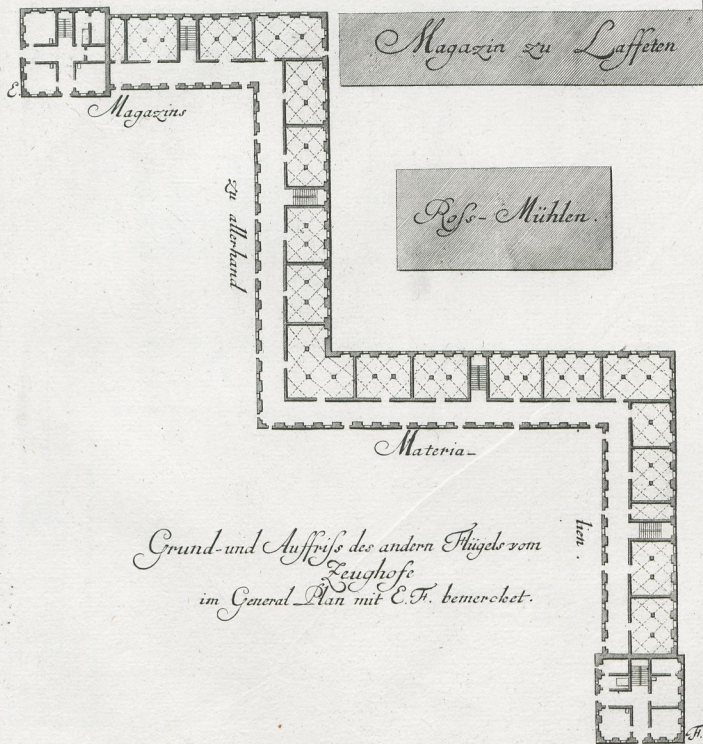 Magazin zu Laffeten
E.
Magazins
zu allerhand
Roſs-Mühlen.
Materia-
lien.
Grund-und Auffriſs des andern Flügels vom
Zeughofe
im General Plan mit E.F. bemercket.
F.